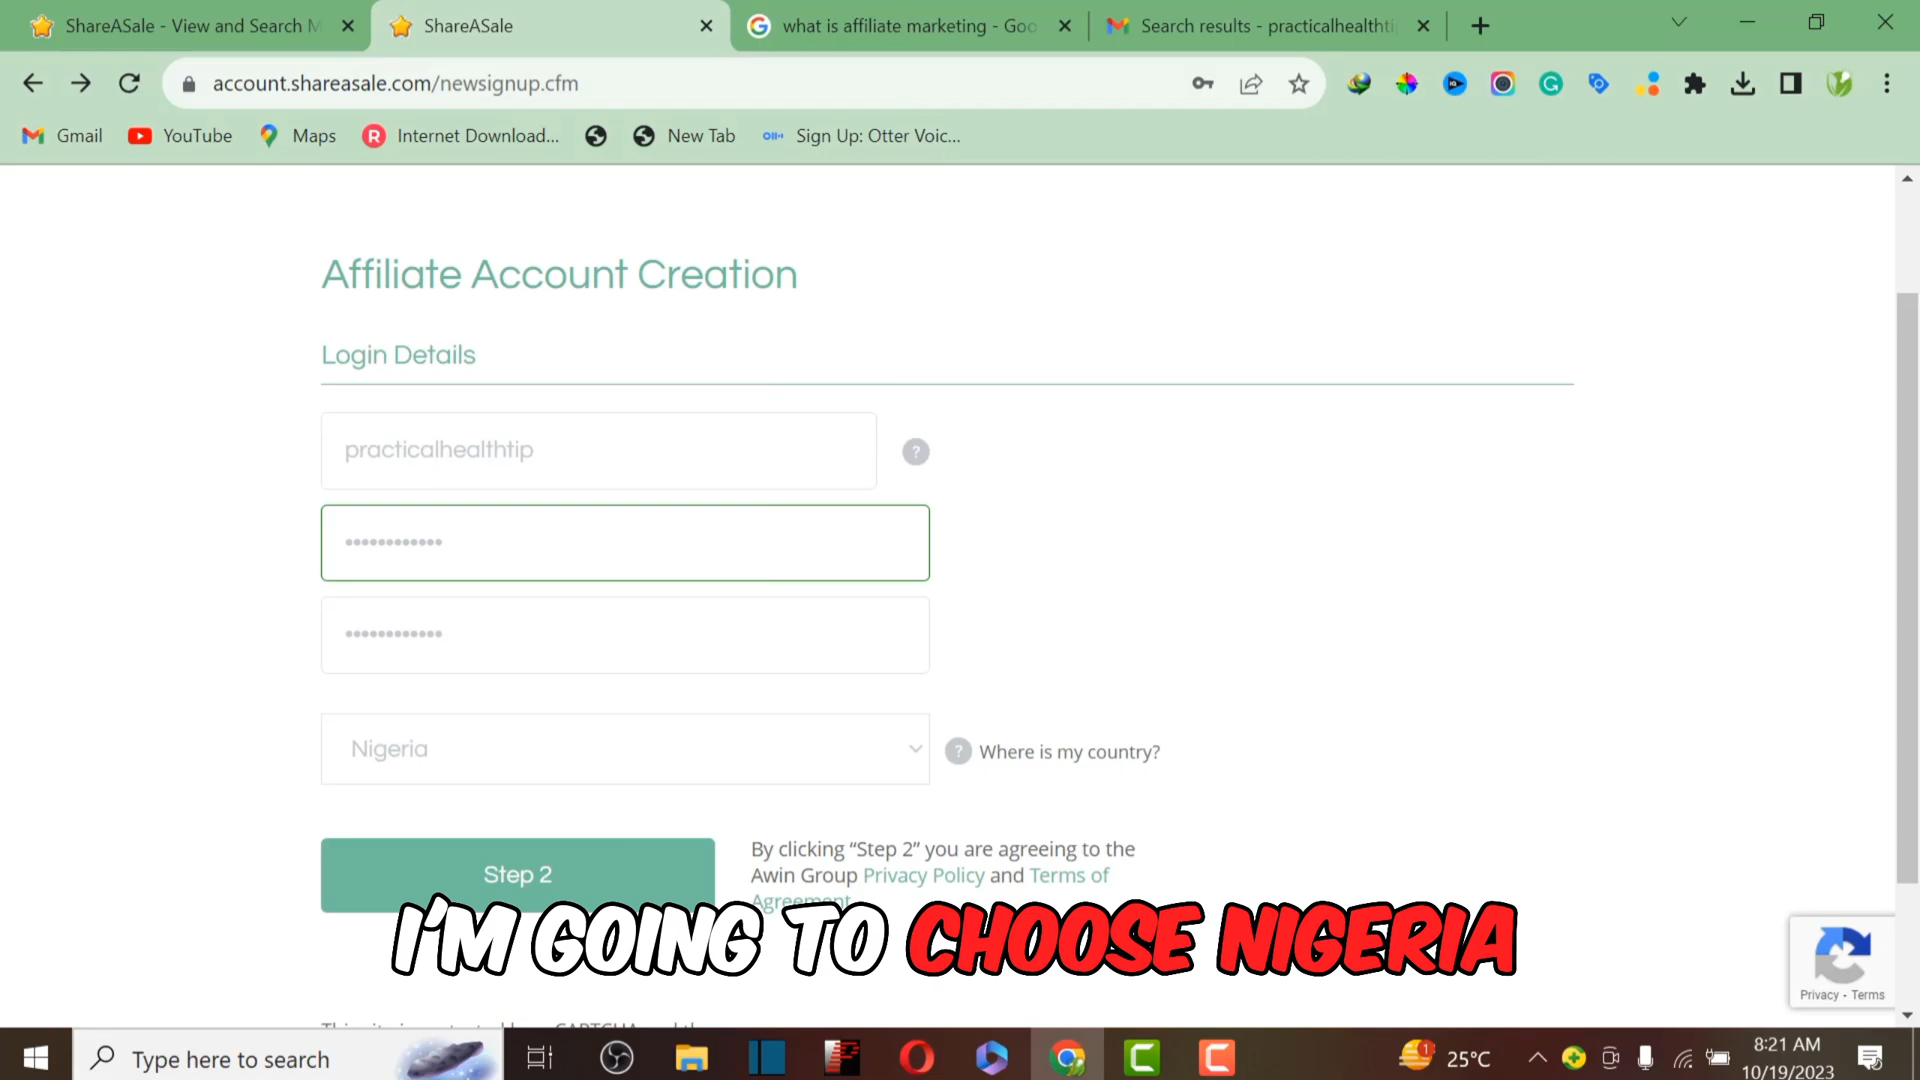 ShareASale - View and Search M
ShareASale
what is affiliate marketing - Goo
Search results - practicalhealthti
account.shareasale.com/newsignup.cfm
Gmail
YouTube
Maps
Internet Download...
New Tab
Sign Up: Otter Voic...
Affiliate Account Creation
Login Details
practicalhealthtip
?
••••••••••••
••••••••••••
Nigeria
? Where is my country?
Step 2
By clicking “Step 2” you are agreeing to the
Awin Group Privacy Policy and Terms of
Agreement
I'M GOING TO CHOOSE NIGERIA
Privacy - Terms
Type here to search
1
25°C
8:21 AM
10/19/2023